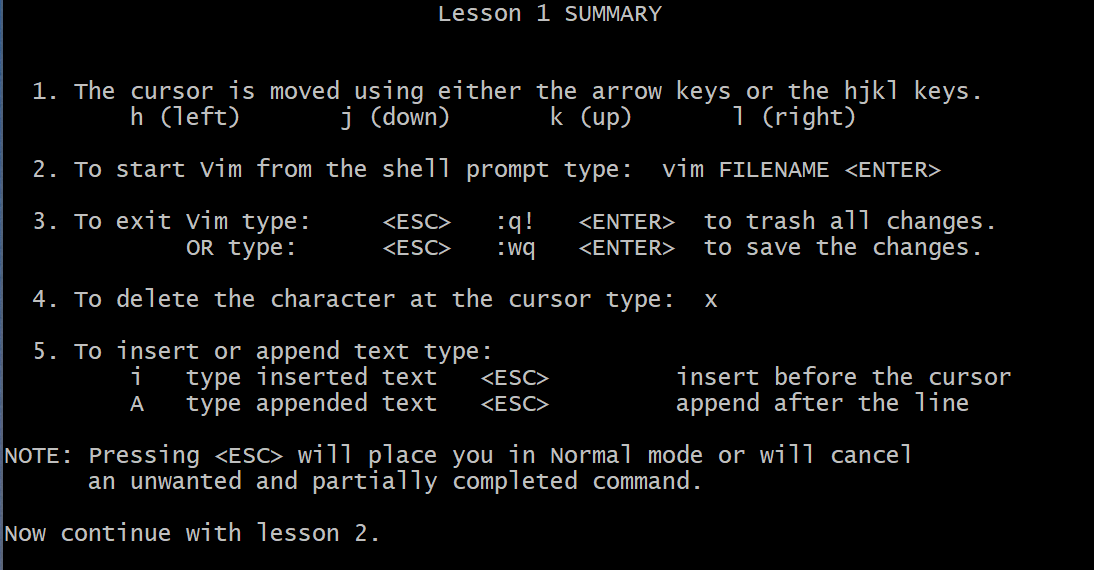 Lesson 1 SUMMARY
1. The cursor is moved using either the arrow keys or the hjkl keys.
h (left) j (down) k (up) l (right)
2. To start Vim from the shell prompt type: vim FILENAME <ENTER>
3. To exit Vim type: <ESC> :q! <ENTER> to trash all changes.
OR type: <ESC> :wq <ENTER> to save the changes.
4. To delete the character at the cursor type: x
5. To insert or append text type:
i type inserted text <ESC> insert before the cursor
A type appended text <ESC> append after the line
NOTE: Pressing <ESC> will place you in Normal mode or will cancel
an unwanted and partially completed command.
Now continue with lesson 2.